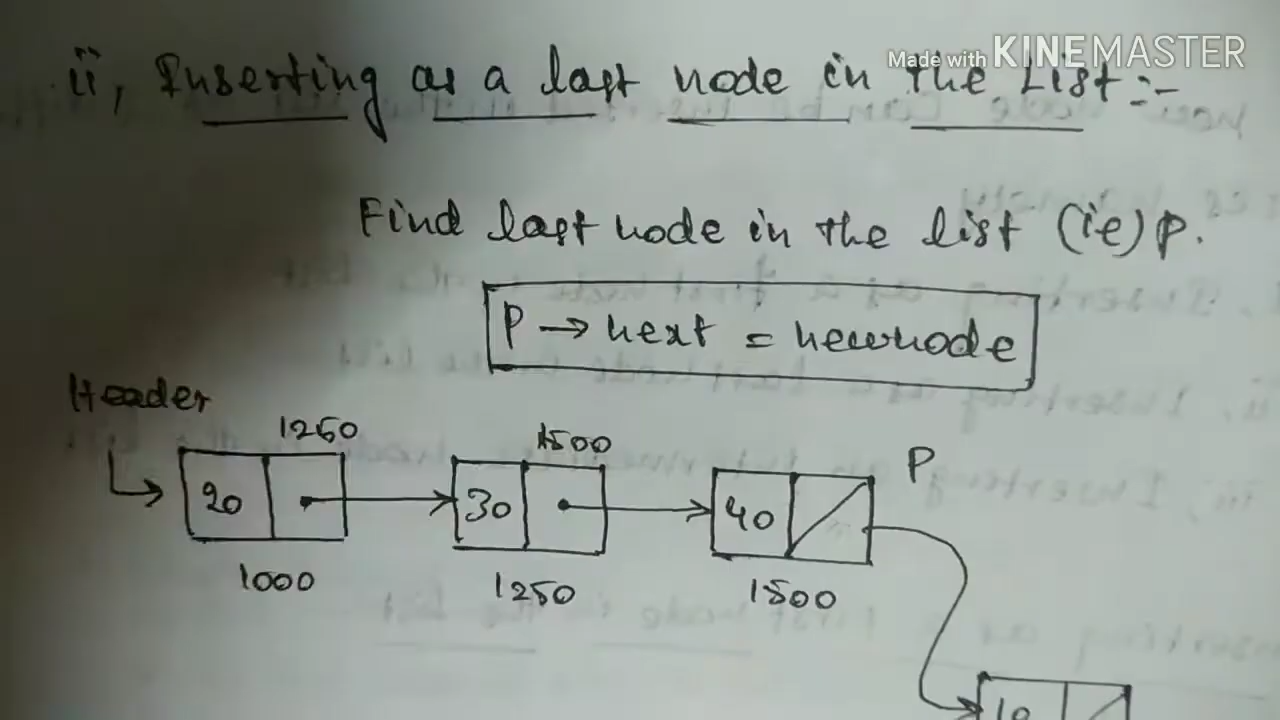 Made with KINEMASTER
ii, Inserting as a last node in the List:-
Find last node in the list (ie) P.
P → next = newnode
Header
1250 1500 P
20 30 40
1000 1250 1500
10